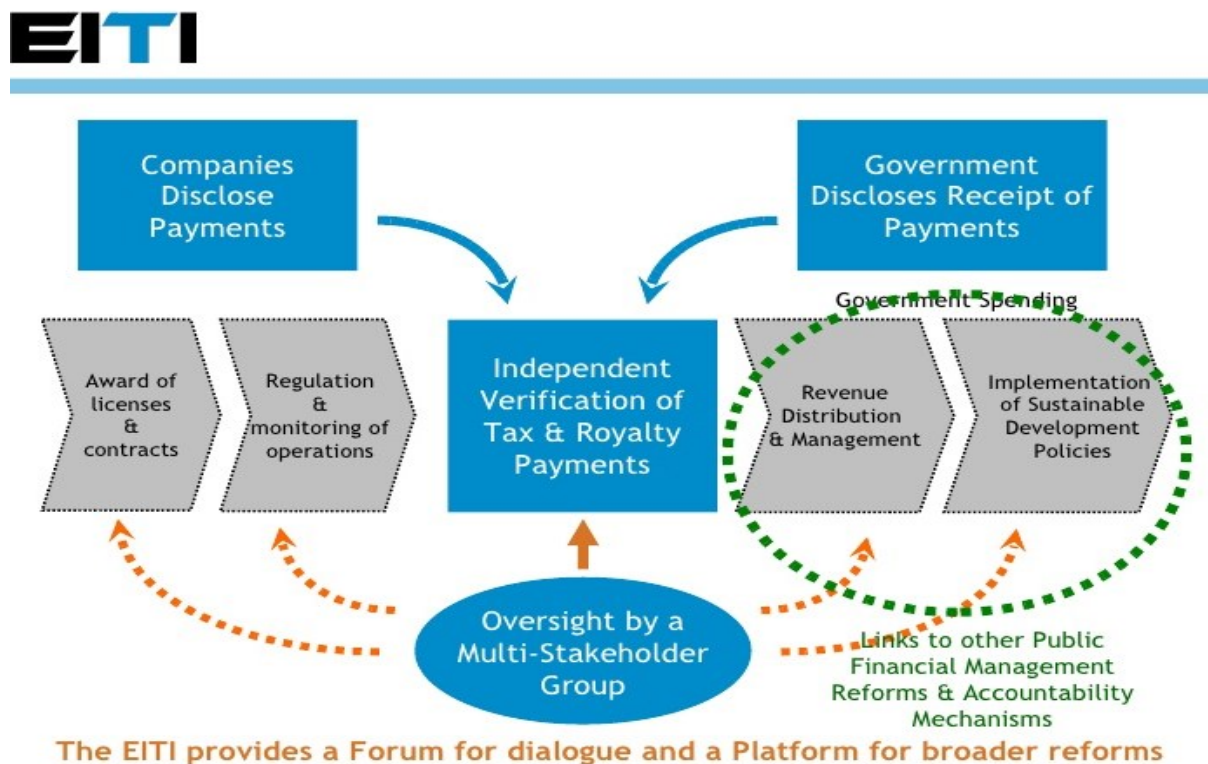 EITI
Companies
Disclose
Payments
Government
Discloses Receipt of
Payments
Government Spending
Award of
licenses
&
contracts
Regulation
&
monitoring of
operations
Independent
Verification of
Tax & Royalty
Payments
Revenue
Distribution
& Management
Implementation
of Sustainable
Development
Policies
Oversight by a
Multi-Stakeholder
Group
Links to other Public
Financial Management
Reforms & Accountability
Mechanisms
The EITI provides a Forum for dialogue and a Platform for broader reforms